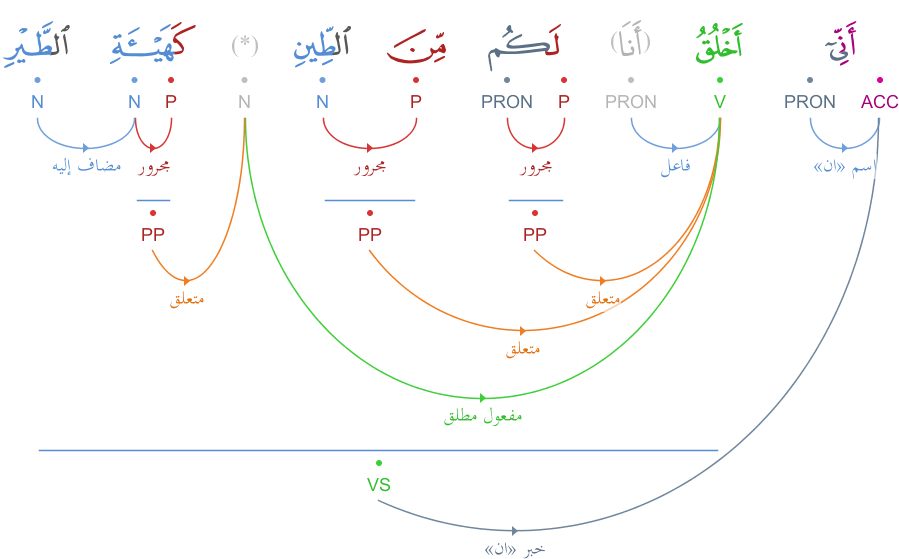 أَنِّىٓ أَخْلُقُ (أَنَا) لَكُم مِّنَ ٱلطِّينِ (*) كَهَيْـَٔةِ ٱلطَّيْرِ
ACC PRON V PRON P PRON P N N P N N
اسم «ان» فاعل مجرور مجرور مجرور مضاف إليه
PP PP PP
متعلق متعلق
متعلق
مفعول مطلق
VS
خبر «ان»